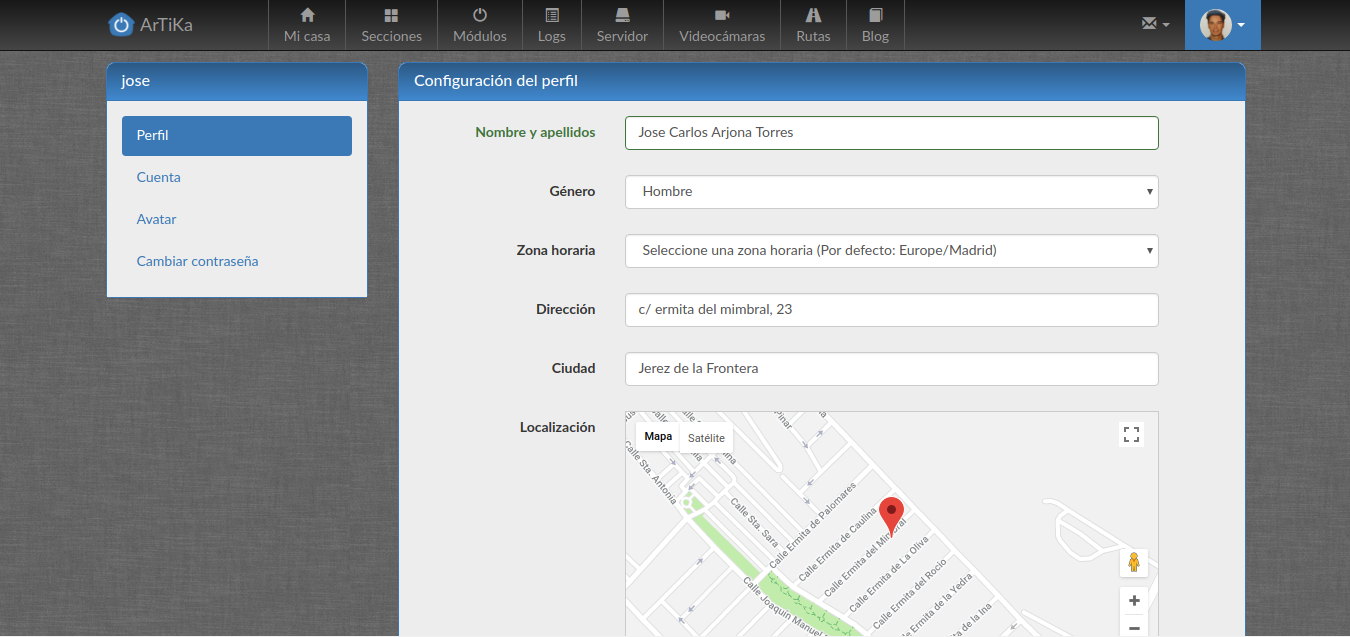 ArTiKa
Mi casa
Secciones
Módulos
Logs
Servidor
Videocámaras
Rutas
Blog
jose
Perfil
Cuenta
Avatar
Cambiar contraseña
Configuración del perfil
Nombre y apellidos
Jose Carlos Arjona Torres
Género
Hombre
Zona horaria
Seleccione una zona horaria (Por defecto: Europe/Madrid)
Dirección
c/ ermita del mimbral, 23
Ciudad
Jerez de la Frontera
Localización
Mapa
Satélite
Calle Sta. Antonia
Calle Sta. Sara
Calle Ermita de Palomares
Calle Ermita de Caulina
Calle Ermita del
Calle Ermita de La Oliva
Calle Ermita del Rocio
Ermita de la Yedra
Ermita de la Ina
Calle Joaquín Manuel